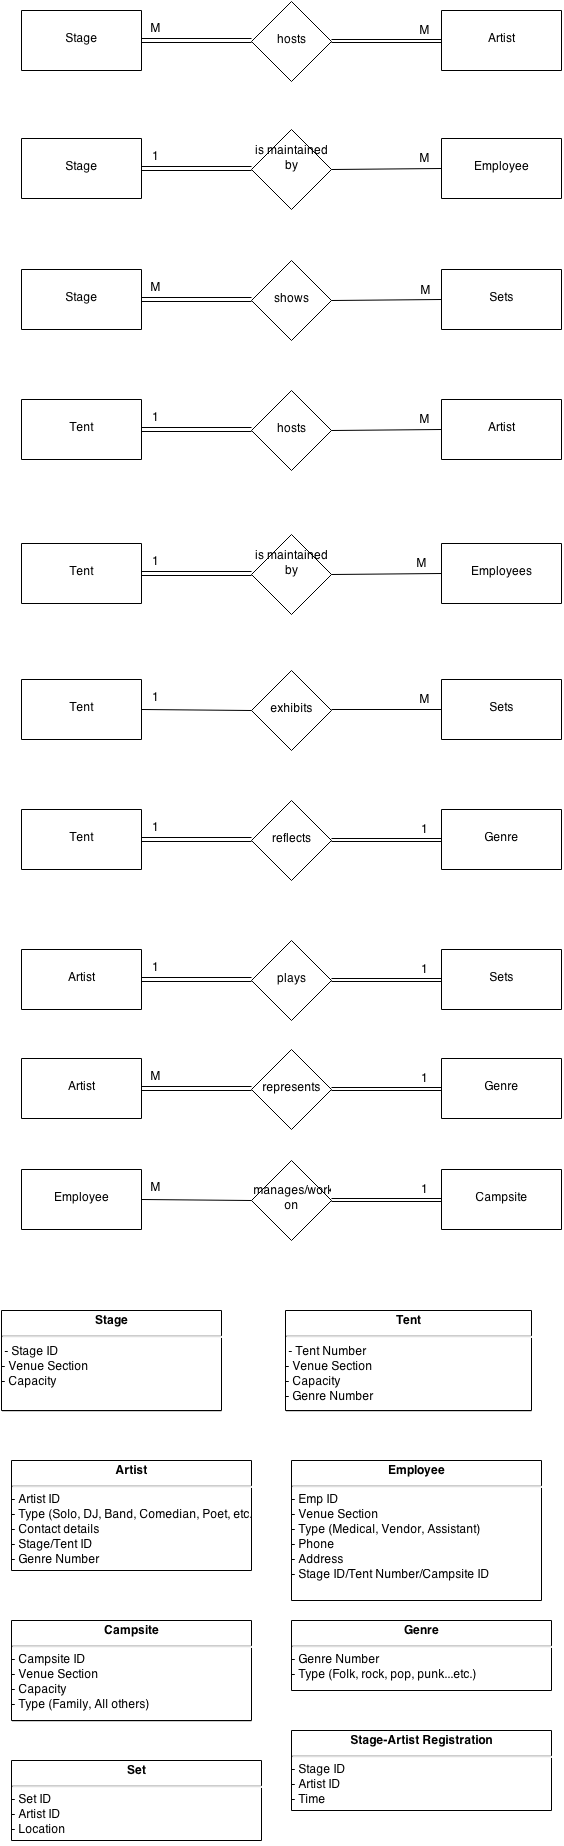 Stage M hosts M Artist
Stage 1 is maintained by M Employee
Stage M shows M Sets
Tent 1 hosts M Artist
Tent 1 is maintained by M Employees
Tent 1 exhibits M Sets
Tent 1 reflects 1 Genre
Artist 1 plays 1 Sets
Artist M represents 1 Genre
Employee M manages/work on 1 Campsite
Stage
- Stage ID
- Venue Section
- Capacity
Tent
- Tent Number
- Venue Section
- Capacity
- Genre Number
Artist
- Artist ID
- Type (Solo, DJ, Band, Comedian, Poet, etc.
- Contact details
- Stage/Tent ID
- Genre Number
Employee
- Emp ID
- Venue Section
- Type (Medical, Vendor, Assistant)
- Phone
- Address
- Stage ID/Tent Number/Campsite ID
Campsite
- Campsite ID
- Venue Section
- Capacity
- Type (Family, All others)
Genre
- Genre Number
- Type (Folk, rock, pop, punk...etc.)
Set
- Set ID
- Artist ID
- Location
Stage-Artist Registration
- Stage ID
- Artist ID
- Time